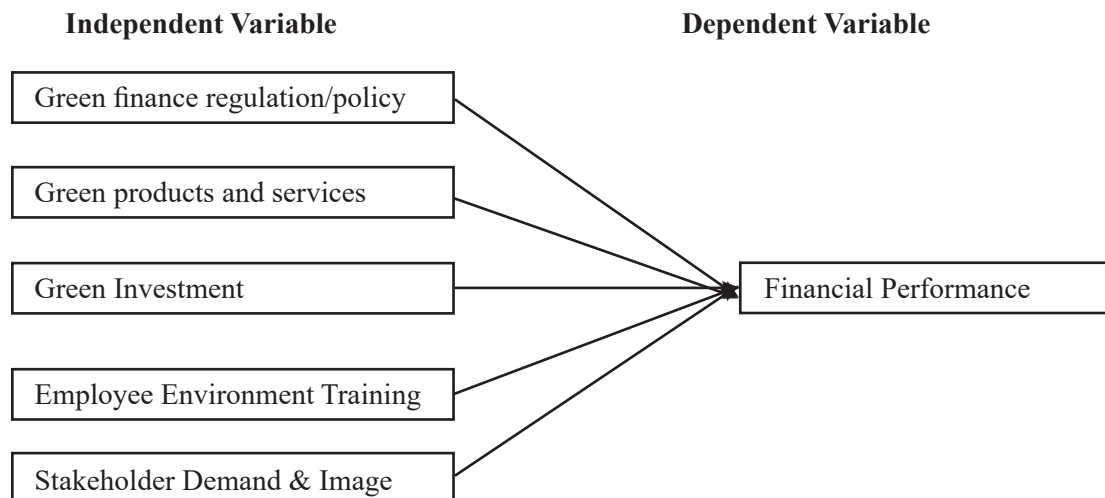 Independent Variable
Dependent Variable
Green finance regulation/policy
Green products and services
Green Investment
Financial Performance
Employee Environment Training
Stakeholder Demand & Image